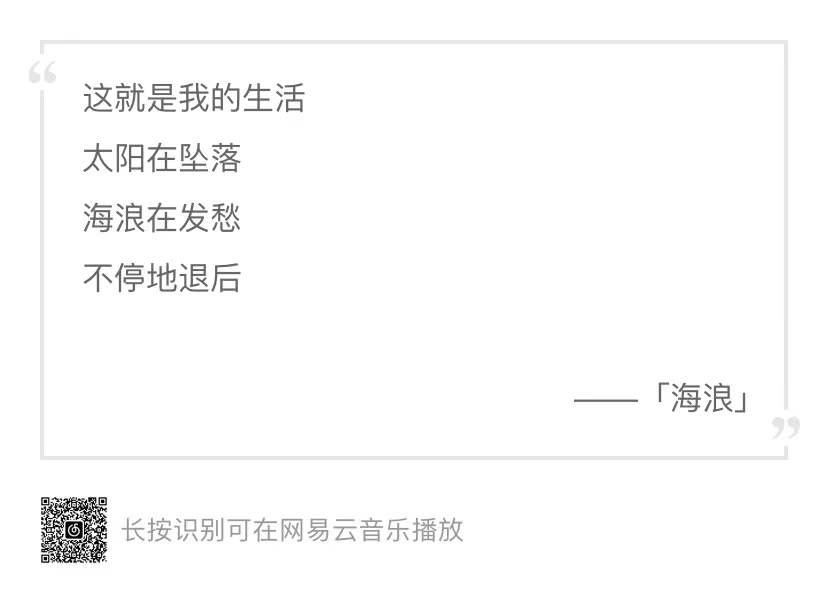 “
这就是我的生活
太阳在坠落
海浪在发愁
不停地退后
——「海浪」
”
长按识别可在网易云音乐播放